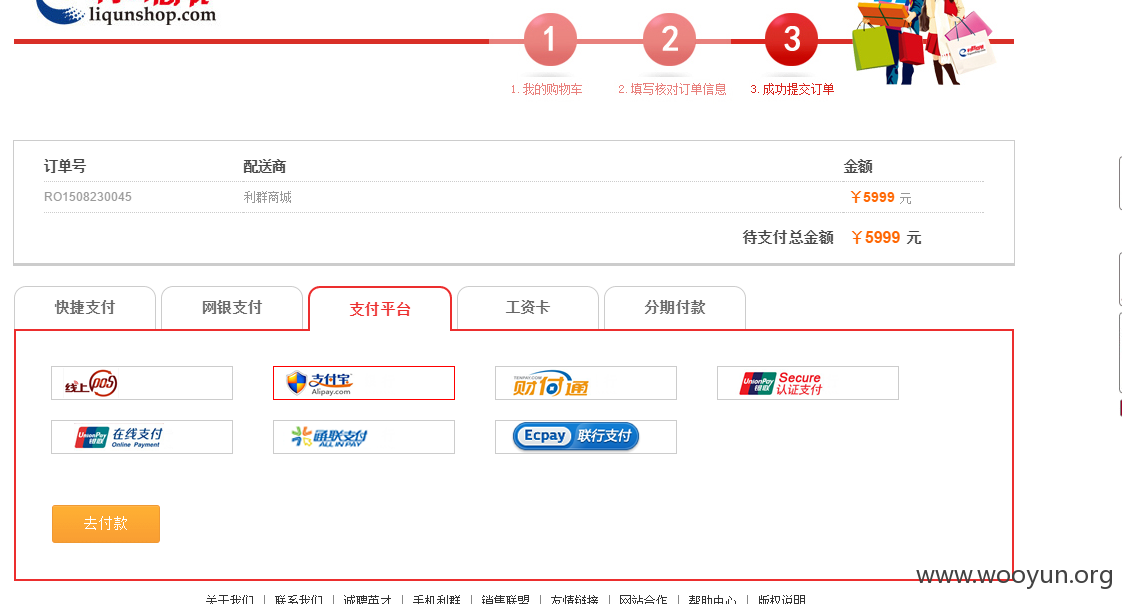 liqunshop.com
1 2 3
1. 我的购物车 2. 填写核对订单信息 3. 成功提交订单
订单号 配送商 金额
RO1508230045 利群商城 ￥5999 元
待支付总金额 ￥5999 元
快捷支付 网银支付 支付平台 工资卡 分期付款
线上pos 支付宝 Alipay.com TENPAY.COM 财付通 UnionPay 银联 Secure 认证支付
UnionPay 银联 在线支付 Online Payment 通联支付 ALLINPAY Ecpay 联行支付
去付款
www.wooyun.org
关于我们 | 联系我们 | 诚聘英才 | 手机利群 | 销售联盟 | 友情链接 | 网站合作 | 帮助中心 | 版权说明